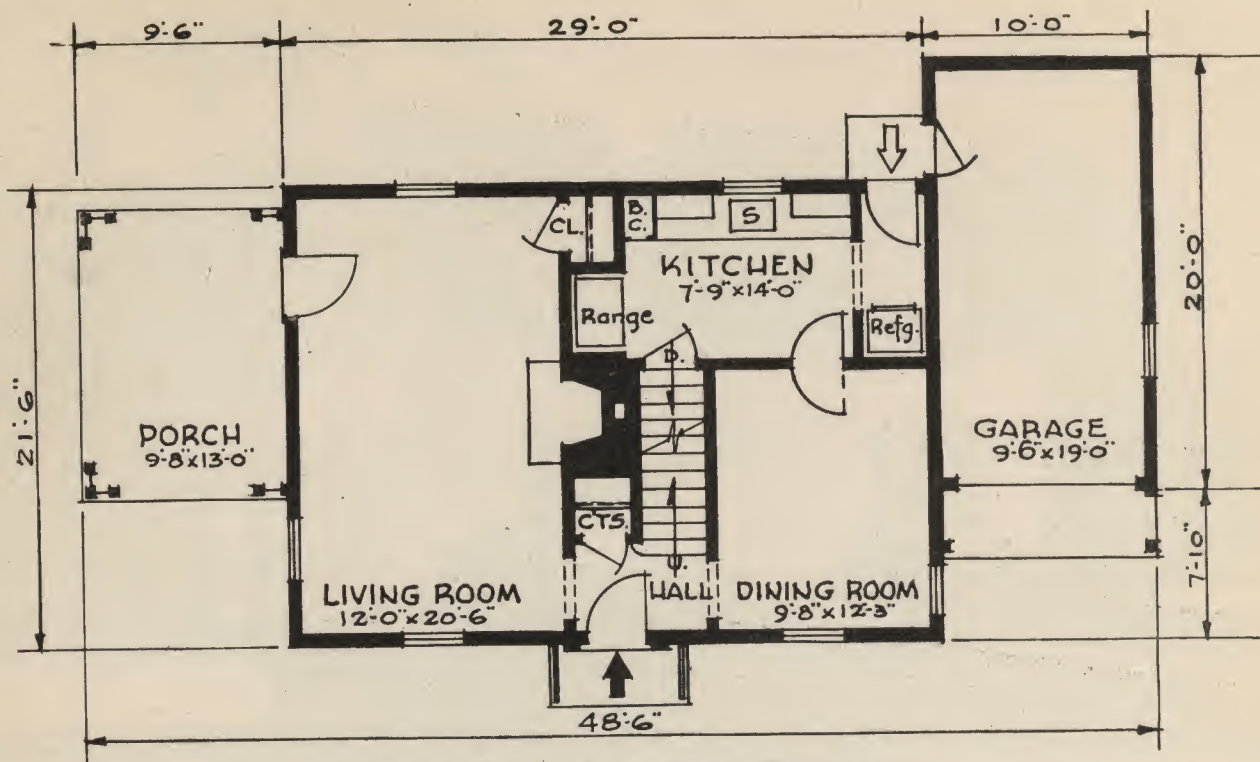 9'-6"
29'-0"
10'-0"
CL.
B.
C.
S
KITCHEN
7'-9"x14'-0"
Range
Refg.
D.
20'-0"
21'-6"
PORCH
9'-8"x13'-0"
GARAGE
9'-6"x19'-0"
CTS.
U.
7'-10"
LIVING ROOM
12'-0"x20'-6"
HALL
DINING ROOM
9'-8"x12'-3"
48'-6"